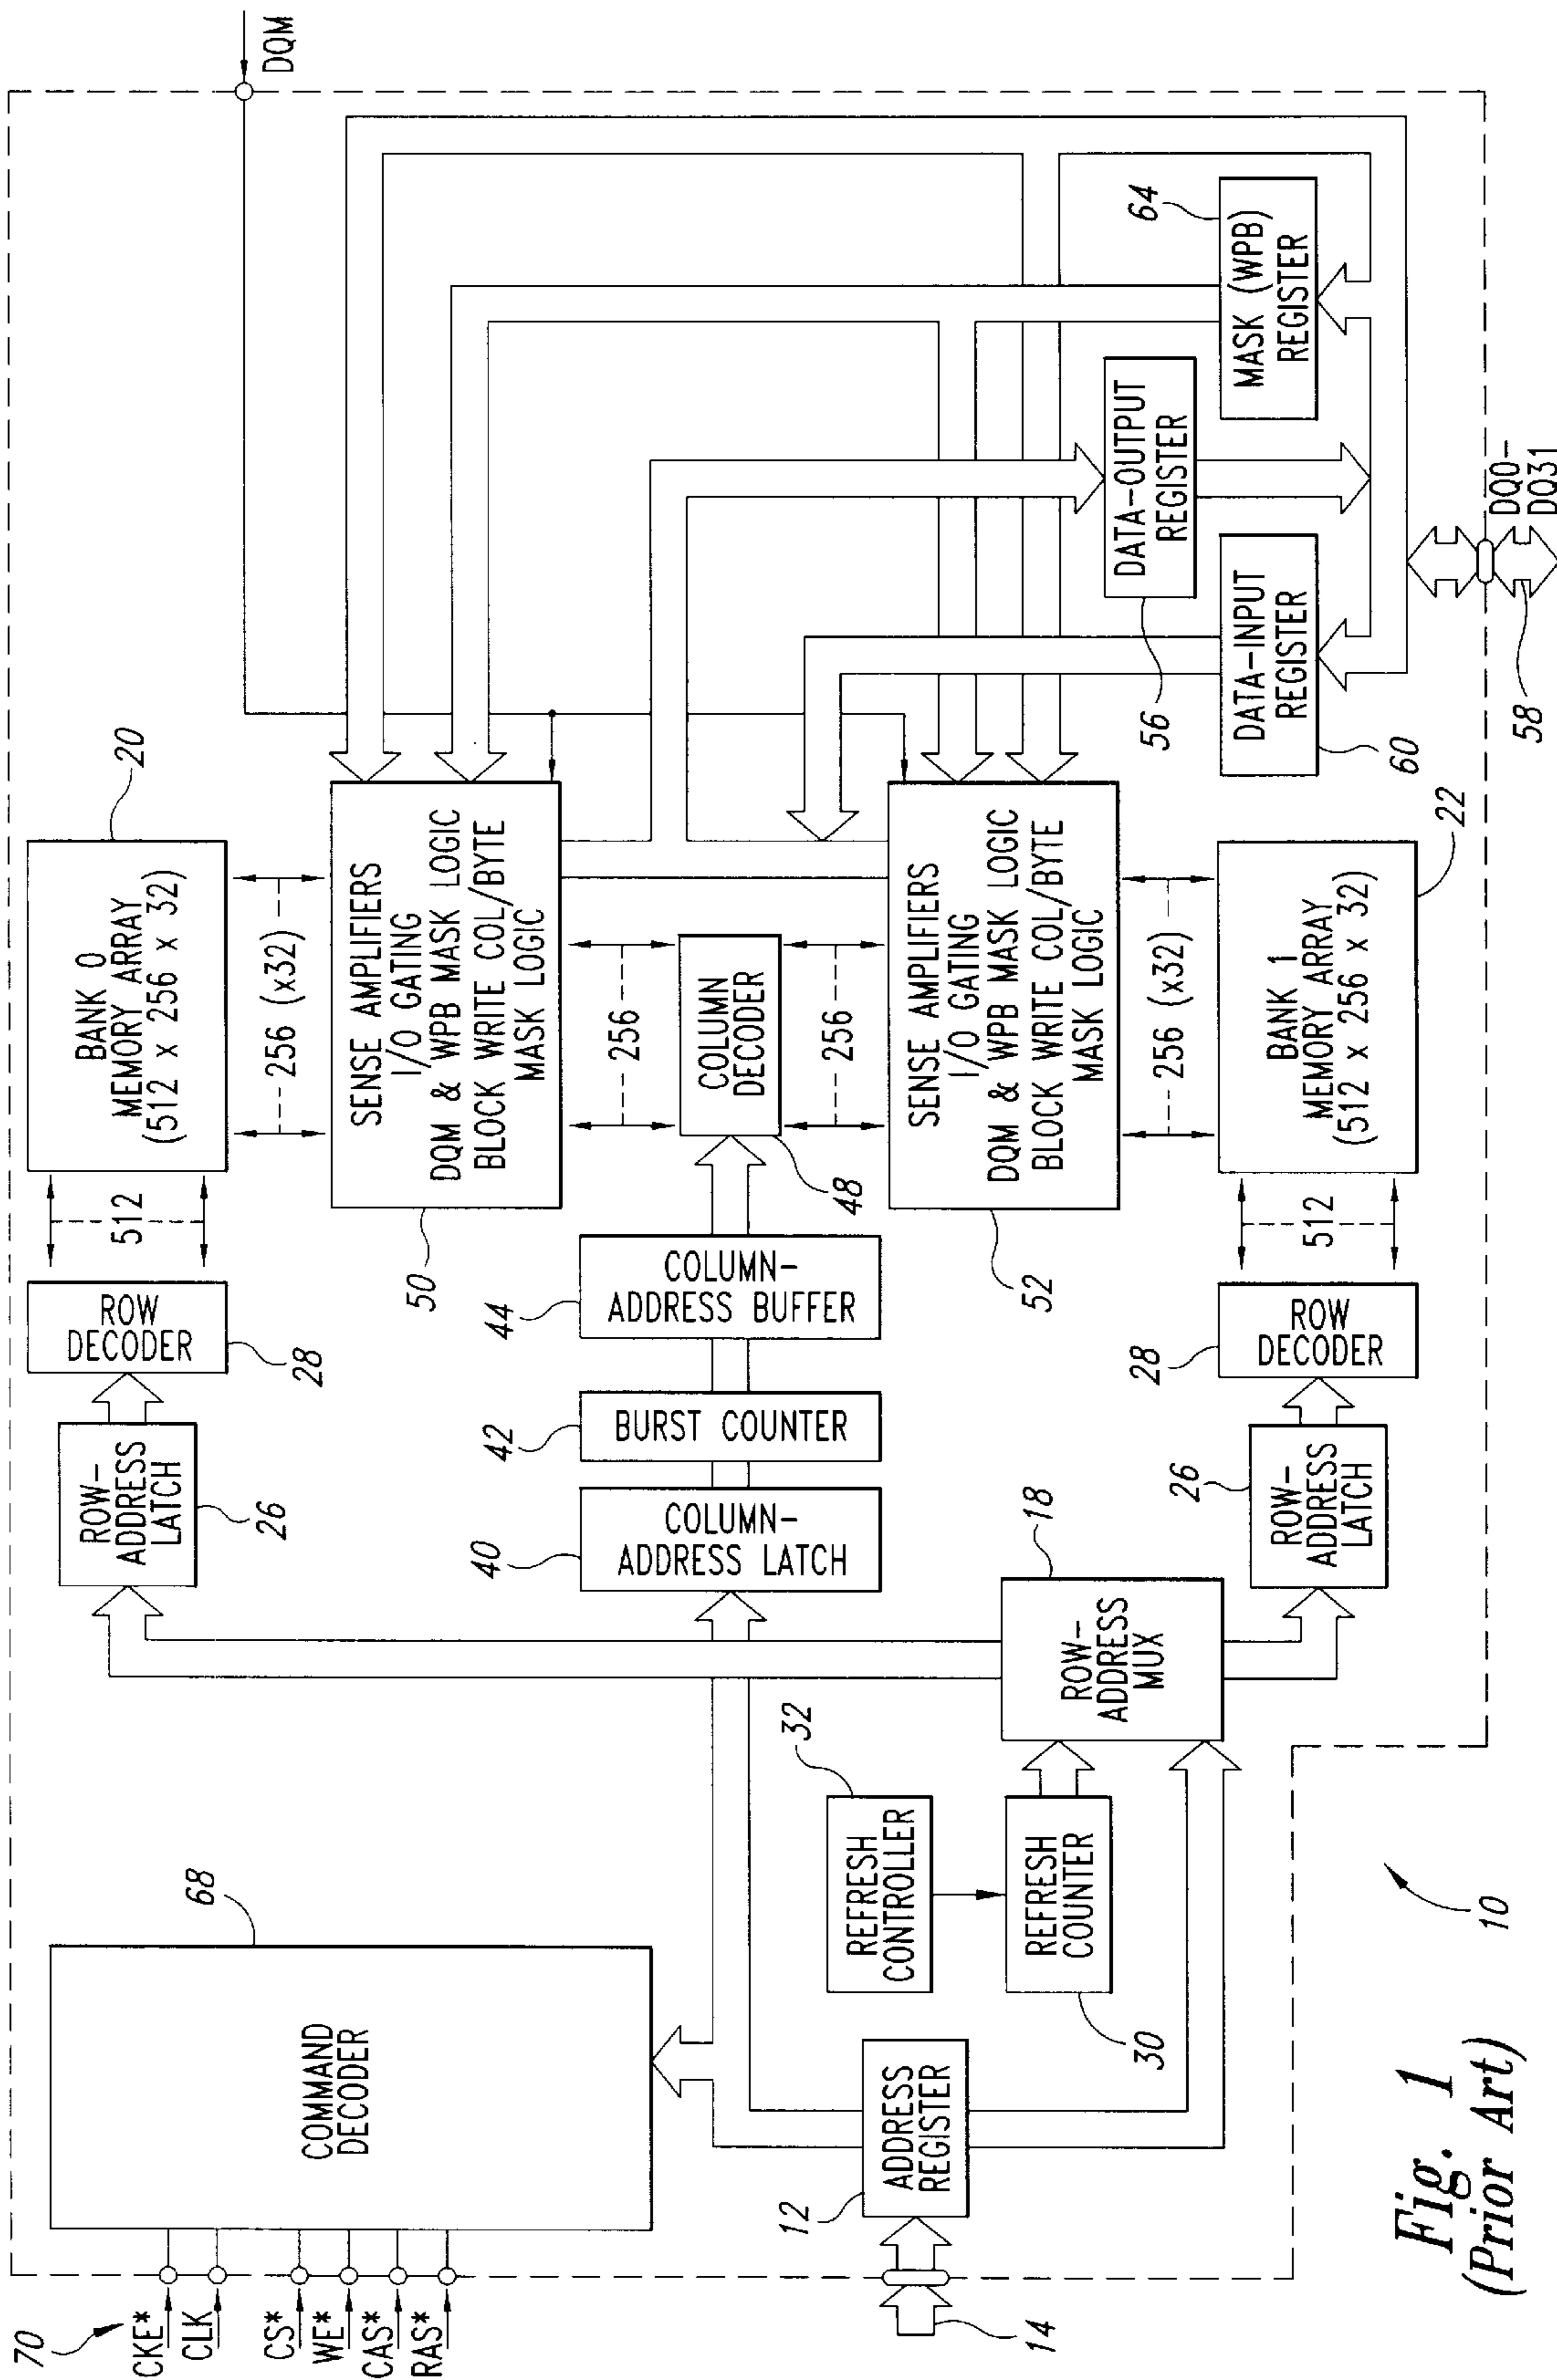 70
CKE*
CLK
CS*
WE*
CAS*
RAS*
COMMAND
DECODER
68
14
12
ADDRESS
REGISTER
REFRESH
CONTROLLER
32
REFRESH
COUNTER
30
ROW-
ADDRESS
MUX
18
ROW-
ADDRESS
LATCH
26
ROW
DECODER
28
512
BANK 0
MEMORY ARRAY
(512 x 256 x 32)
20
256 (x32)
SENSE AMPLIFIERS
I/O GATING
DQM & WPB MASK LOGIC
BLOCK WRITE COL/BYTE
MASK LOGIC
50
256
COLUMN-
ADDRESS LATCH
40
BURST COUNTER
42
COLUMN-
ADDRESS BUFFER
44
COLUMN
DECODER
48
256
SENSE AMPLIFIERS
I/O GATING
DQM & WPB MASK LOGIC
BLOCK WRITE COL/BYTE
MASK LOGIC
52
256 (x32)
ROW-
ADDRESS
LATCH
26
ROW
DECODER
28
512
BANK 1
MEMORY ARRAY
(512 x 256 x 32)
22
DQM
DATA-INPUT
REGISTER
60
DATA-OUTPUT
REGISTER
56
MASK (WPB)
REGISTER
64
DQ0-
DQ31
58
10
Fig. 1
(Prior Art)